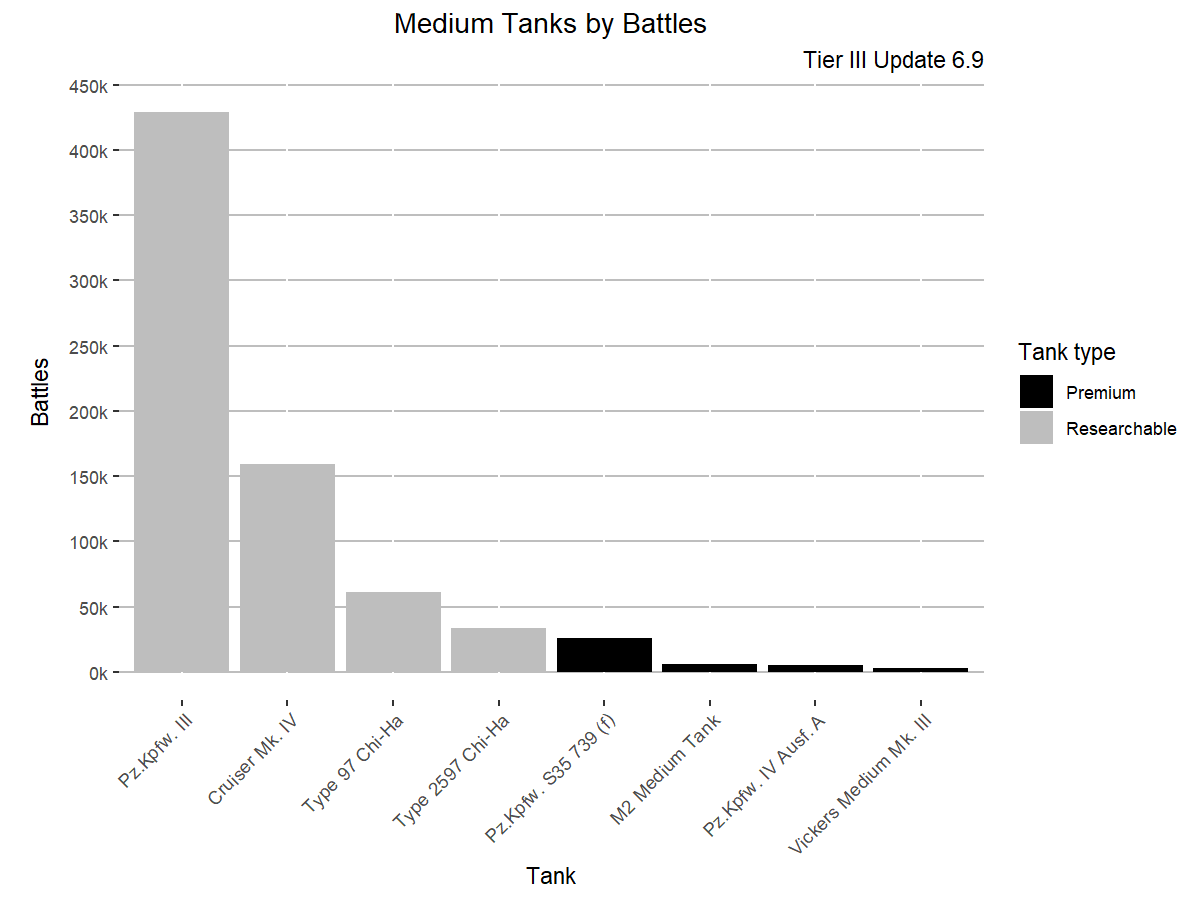 Medium Tanks by Battles
Tier III Update 6.9
450k
400k
350k
300k
250k
200k
150k
100k
50k
0k
Battles
Pz.Kpfw. III
Cruiser Mk. IV
Type 97 Chi-Ha
Type 2597 Chi-Ha
Pz.Kpfw. S35 739 (f)
M2 Medium Tank
Pz.Kpfw. IV Ausf. A
Vickers Medium Mk. III
Tank
Tank type
Premium
Researchable